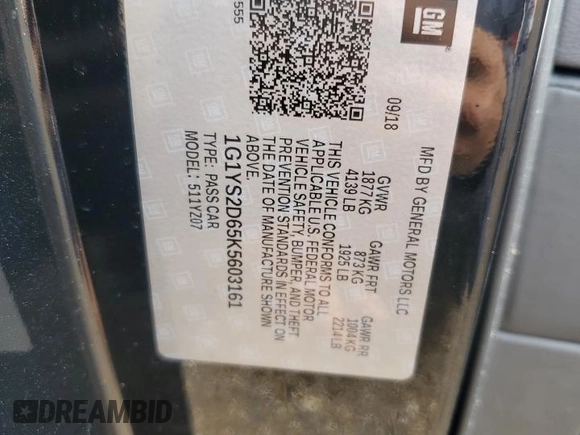 GM
MFD BY GENERAL MOTORS LLC
09/18
GVWR GAWR FRT GAWR RR
1877 KG 873 KG 1004 KG
4139 LB 1925 LB 2214 LB
THIS VEHICLE CONFORMS TO ALL
APPLICABLE U.S. FEDERAL MOTOR
VEHICLE SAFETY, BUMPER, AND THEFT
PREVENTION STANDARDS IN EFFECT ON
THE DATE OF MANUFACTURE SHOWN
ABOVE.
1G1YS2D65K5603161
TYPE: PASS CAR
MODEL: 511YZ07
555
DREAMBID